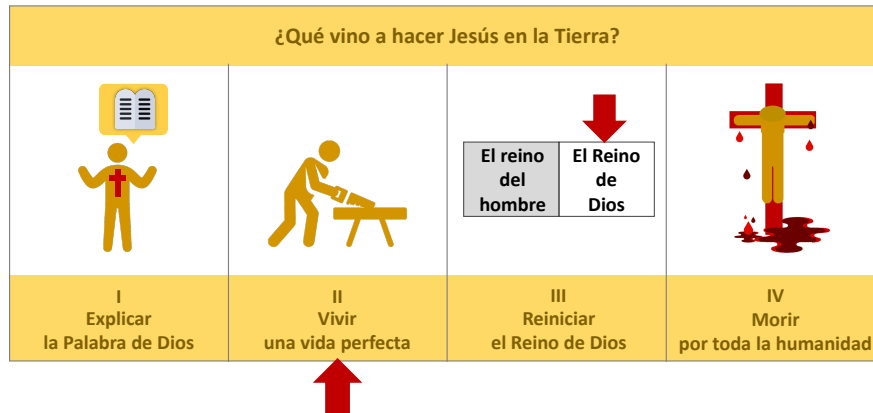 ¿Qué vino a hacer Jesús en la Tierra?
El reino
del
hombre
El Reino
de
Dios
I
Explicar
la Palabra de Dios
II
Vivir
una vida perfecta
III
Reiniciar
el Reino de Dios
IV
Morir
por toda la humanidad